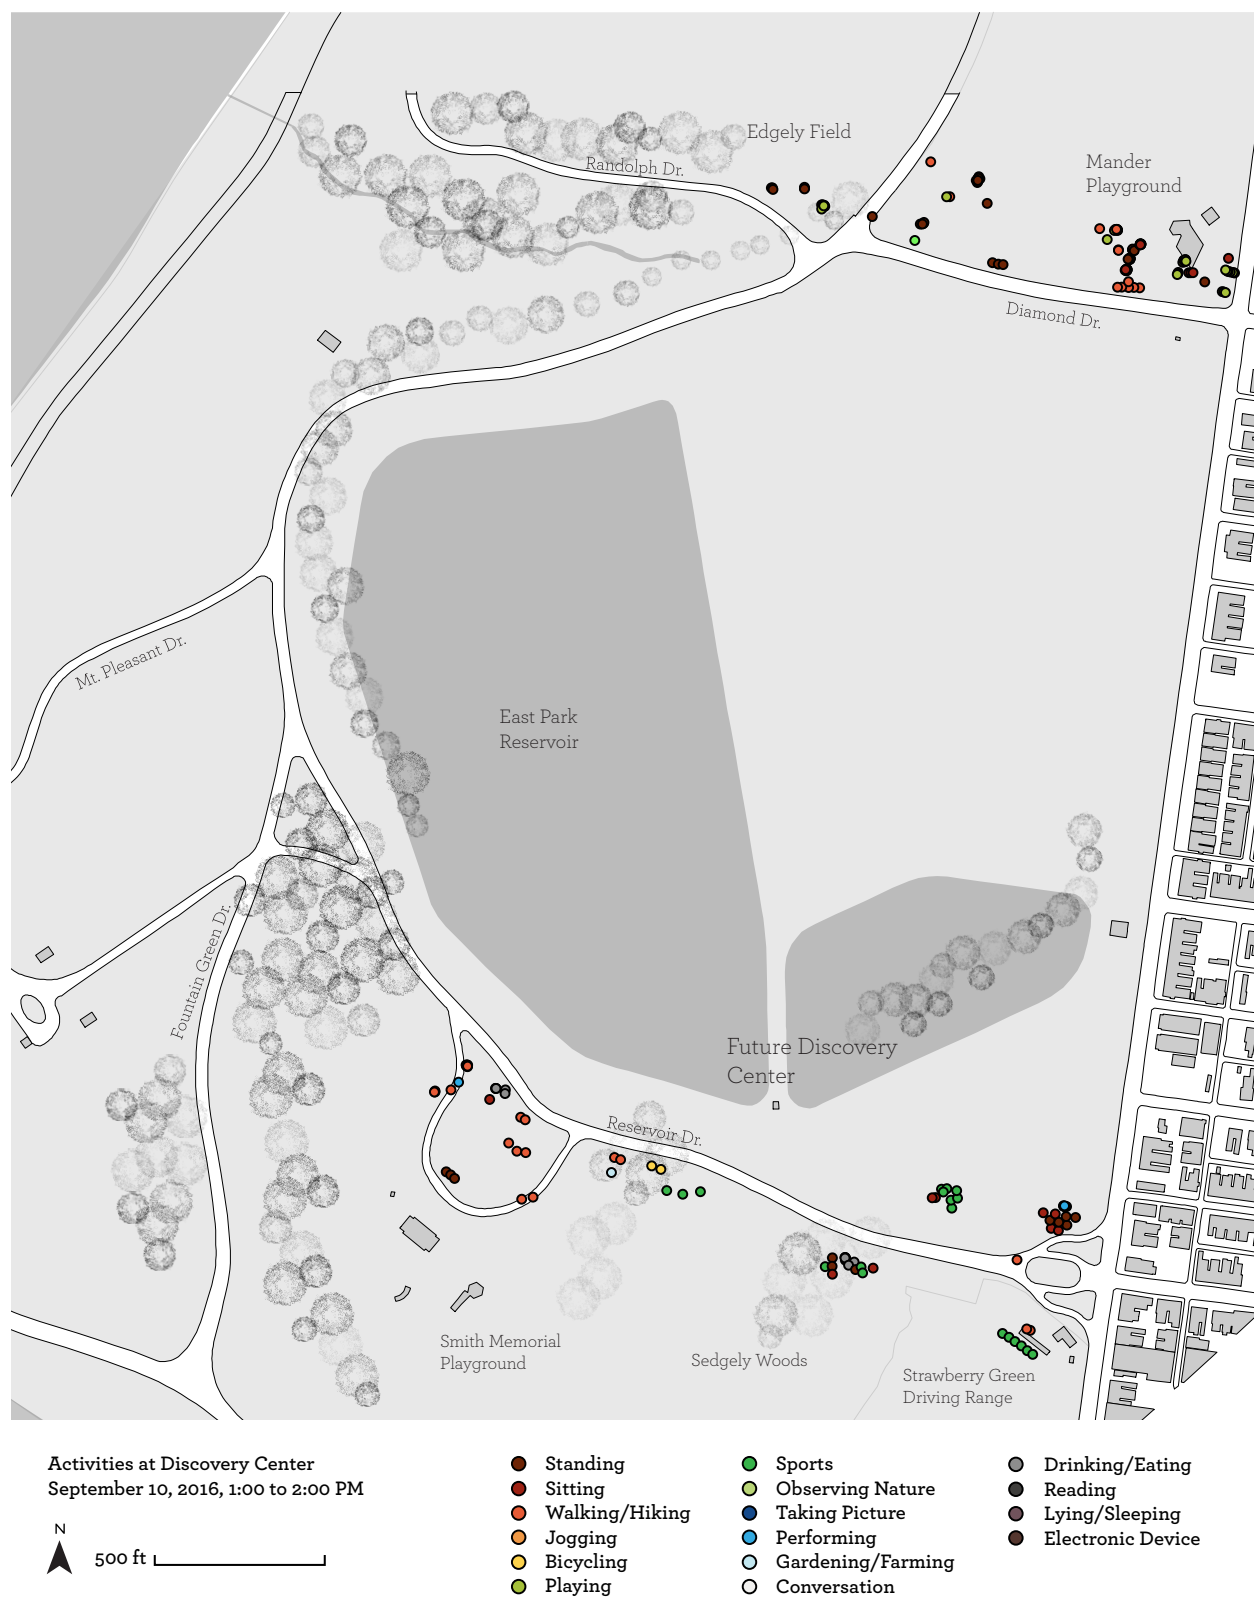 Edgely Field
Randolph Dr.
Mander
Playground
Diamond Dr.
Mt. Pleasant Dr.
East Park
Reservoir
Fountain Green Dr.
Future Discovery
Center
Reservoir Dr.
Smith Memorial
Playground
Sedgely Woods
Strawberry Green
Driving Range
Activities at Discovery Center
September 10, 2016, 1:00 to 2:00 PM
N
500 ft
Standing
Sitting
Walking/Hiking
Jogging
Bicycling
Playing
Sports
Observing Nature
Taking Picture
Performing
Gardening/Farming
Conversation
Drinking/Eating
Reading
Lying/Sleeping
Electronic Device